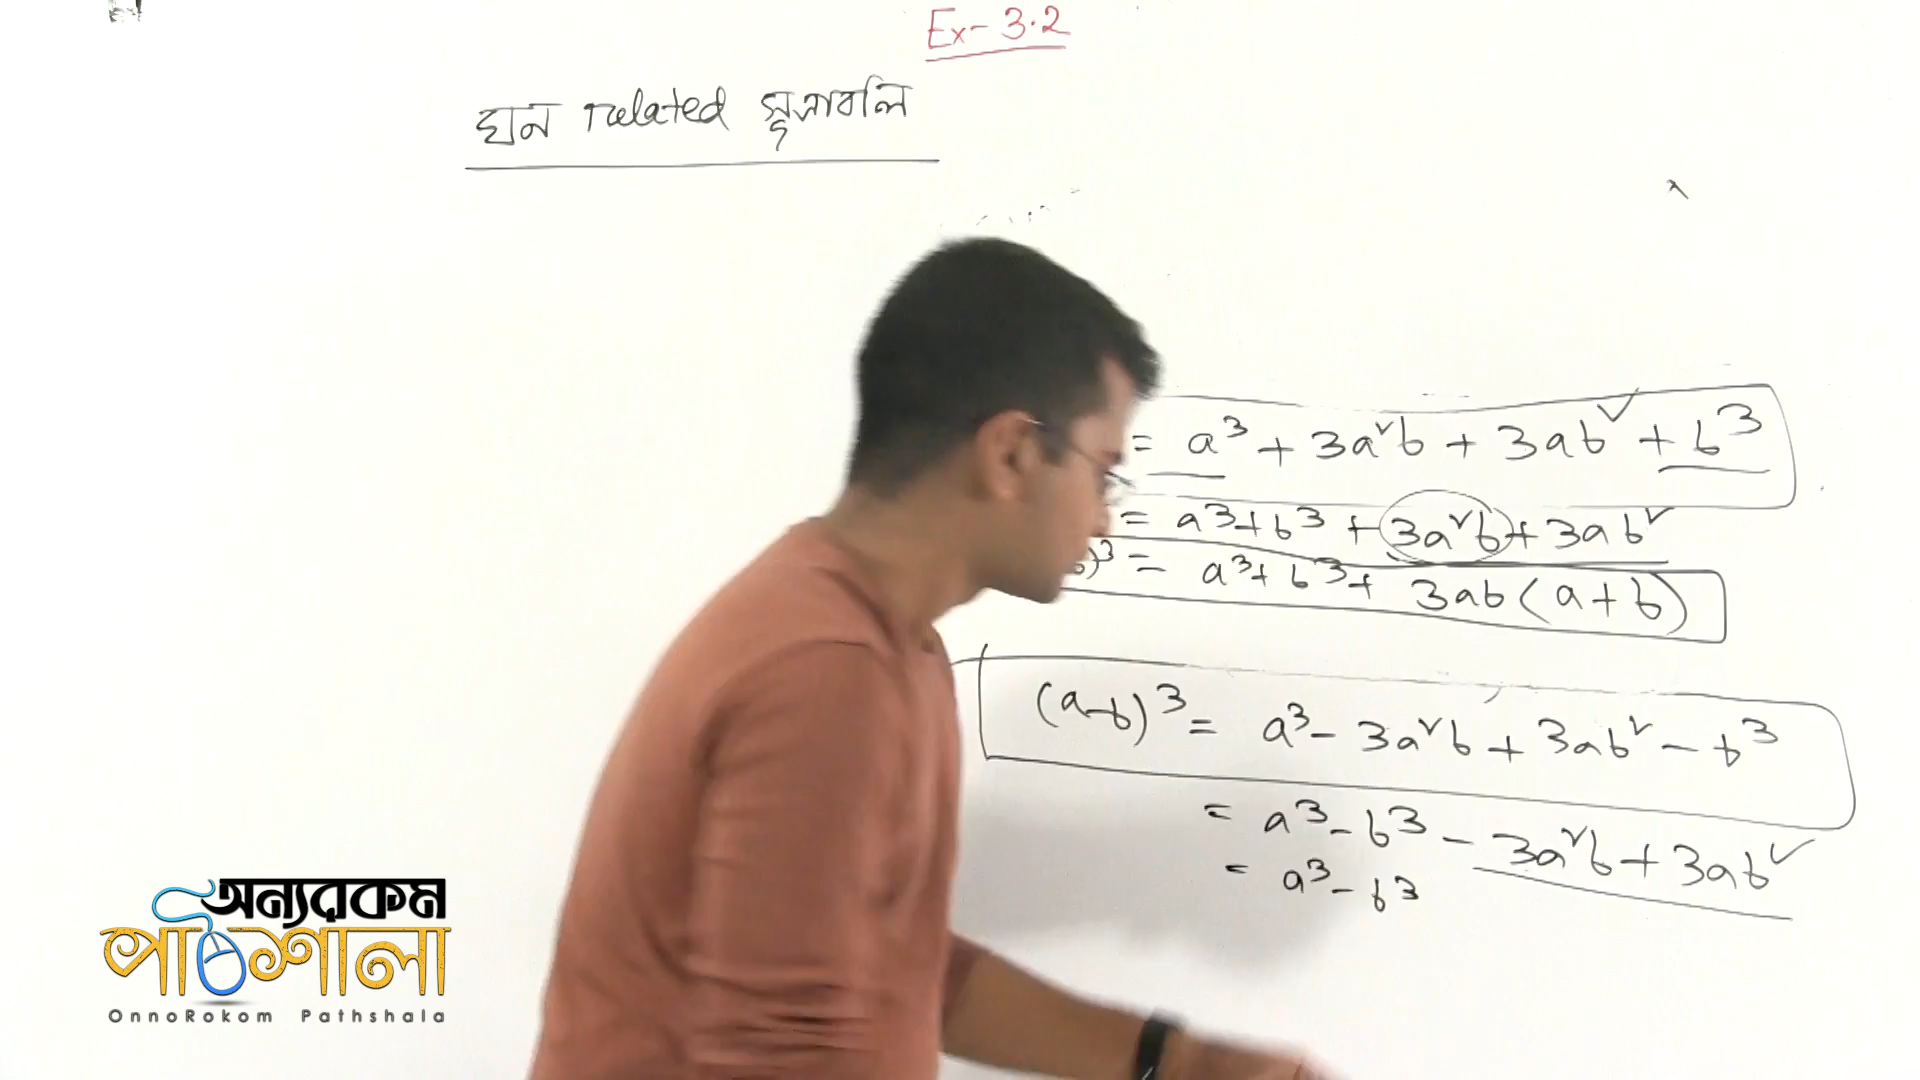 Ex- 3.2
ঘন related সূত্রাবলি
= a³ + 3a²b + 3ab² + b³
= a³+b³ + 3a²b + 3ab²
b)³ = a³+b³+ 3ab(a+b)
(a-b)³ = a³- 3a²b + 3ab² - b³
= a³-b³ - 3a²b + 3ab²
= a³-b³
অন্যরকম
পাঠশালা
OnnoRokom Pathshala